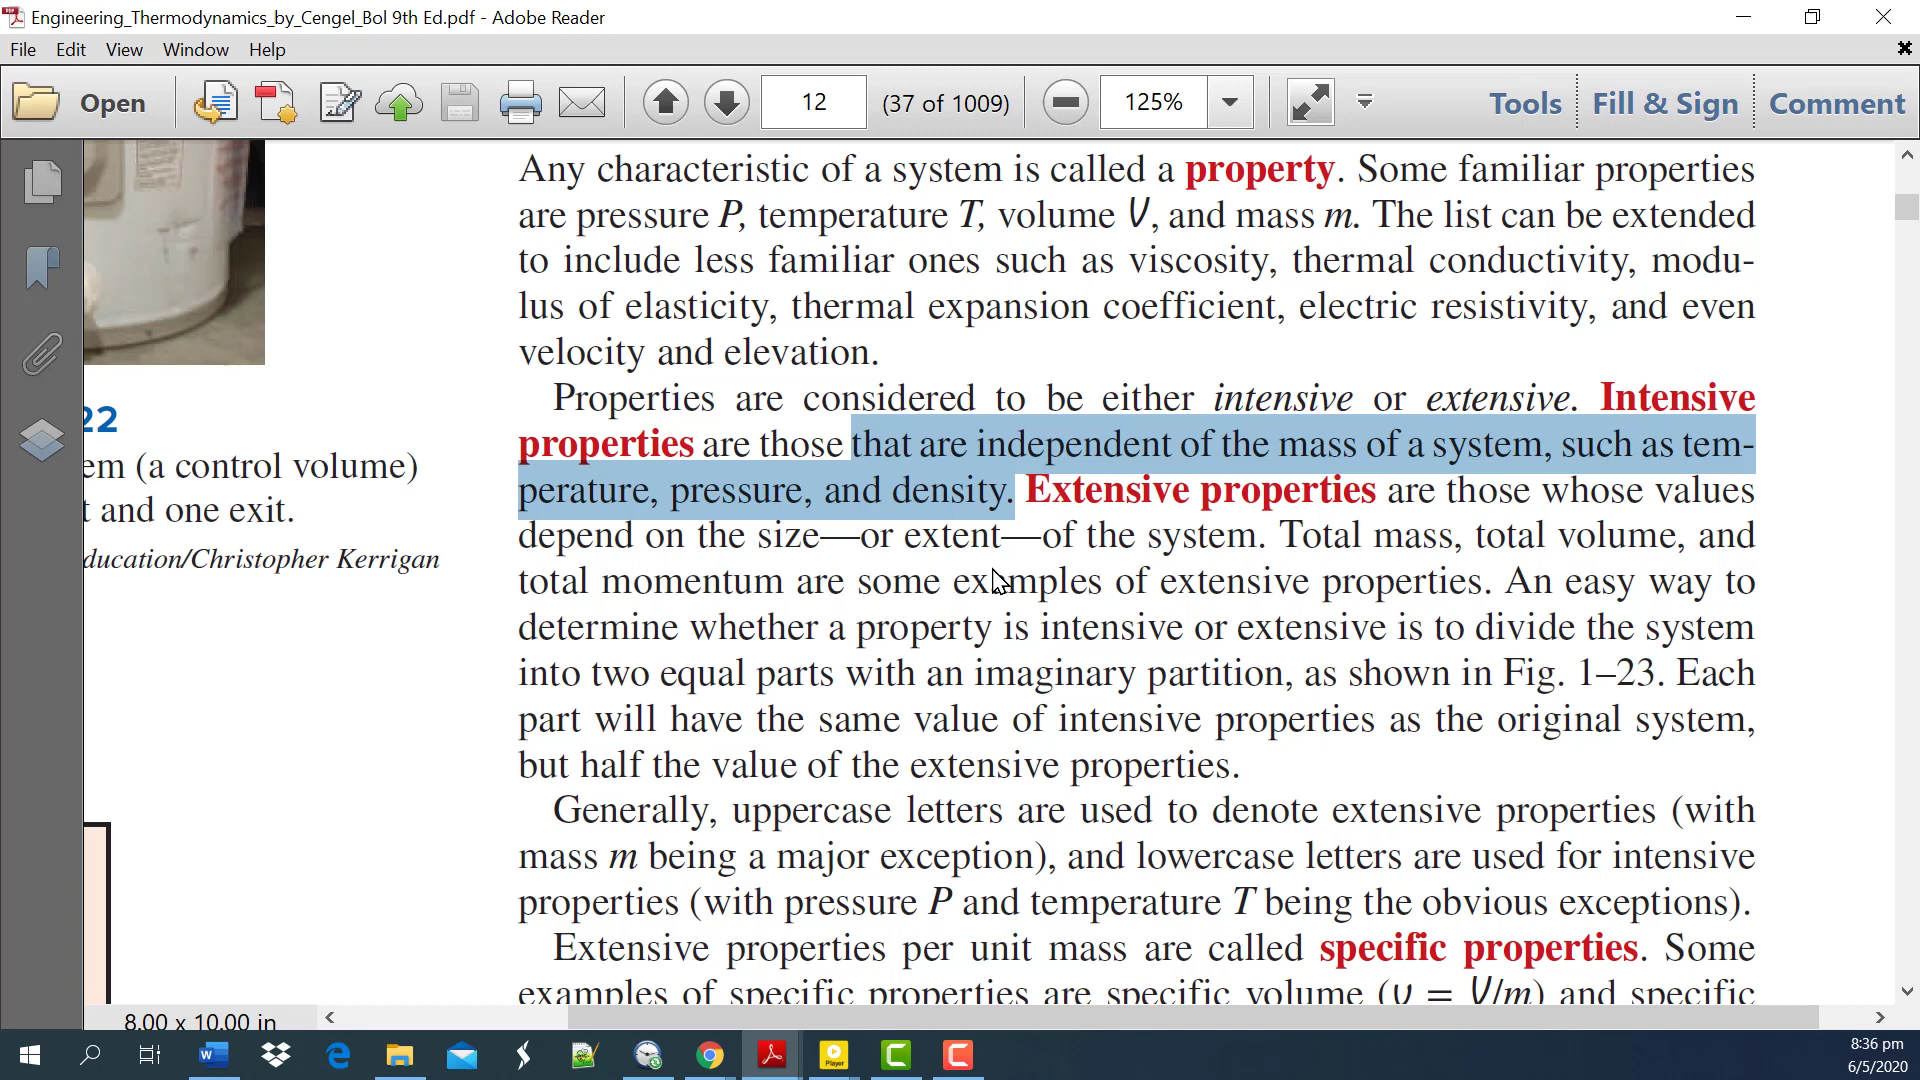 Engineering_Thermodynamics_by_Cengel_Bol 9th Ed.pdf - Adobe Reader
File Edit View Window Help
Open 12 (37 of 1009) 125% Tools Fill & Sign Comment
Any characteristic of a system is called a property. Some familiar properties
are pressure P, temperature T, volume V, and mass m. The list can be extended
to include less familiar ones such as viscosity, thermal conductivity, modu-
lus of elasticity, thermal expansion coefficient, electric resistivity, and even
velocity and elevation.
Properties are considered to be either intensive or extensive. Intensive
properties are those that are independent of the mass of a system, such as tem-
perature, pressure, and density. Extensive properties are those whose values
depend on the size—or extent—of the system. Total mass, total volume, and
total momentum are some examples of extensive properties. An easy way to
determine whether a property is intensive or extensive is to divide the system
into two equal parts with an imaginary partition, as shown in Fig. 1–23. Each
part will have the same value of intensive properties as the original system,
but half the value of the extensive properties.
Generally, uppercase letters are used to denote extensive properties (with
mass m being a major exception), and lowercase letters are used for intensive
properties (with pressure P and temperature T being the obvious exceptions).
Extensive properties per unit mass are called specific properties. Some
examples of specific properties are specific volume (υ = V/m) and specific
22
em (a control volume)
t and one exit.
ducation/Christopher Kerrigan
8.00 x 10.00 in
Player
8:36 pm
6/5/2020